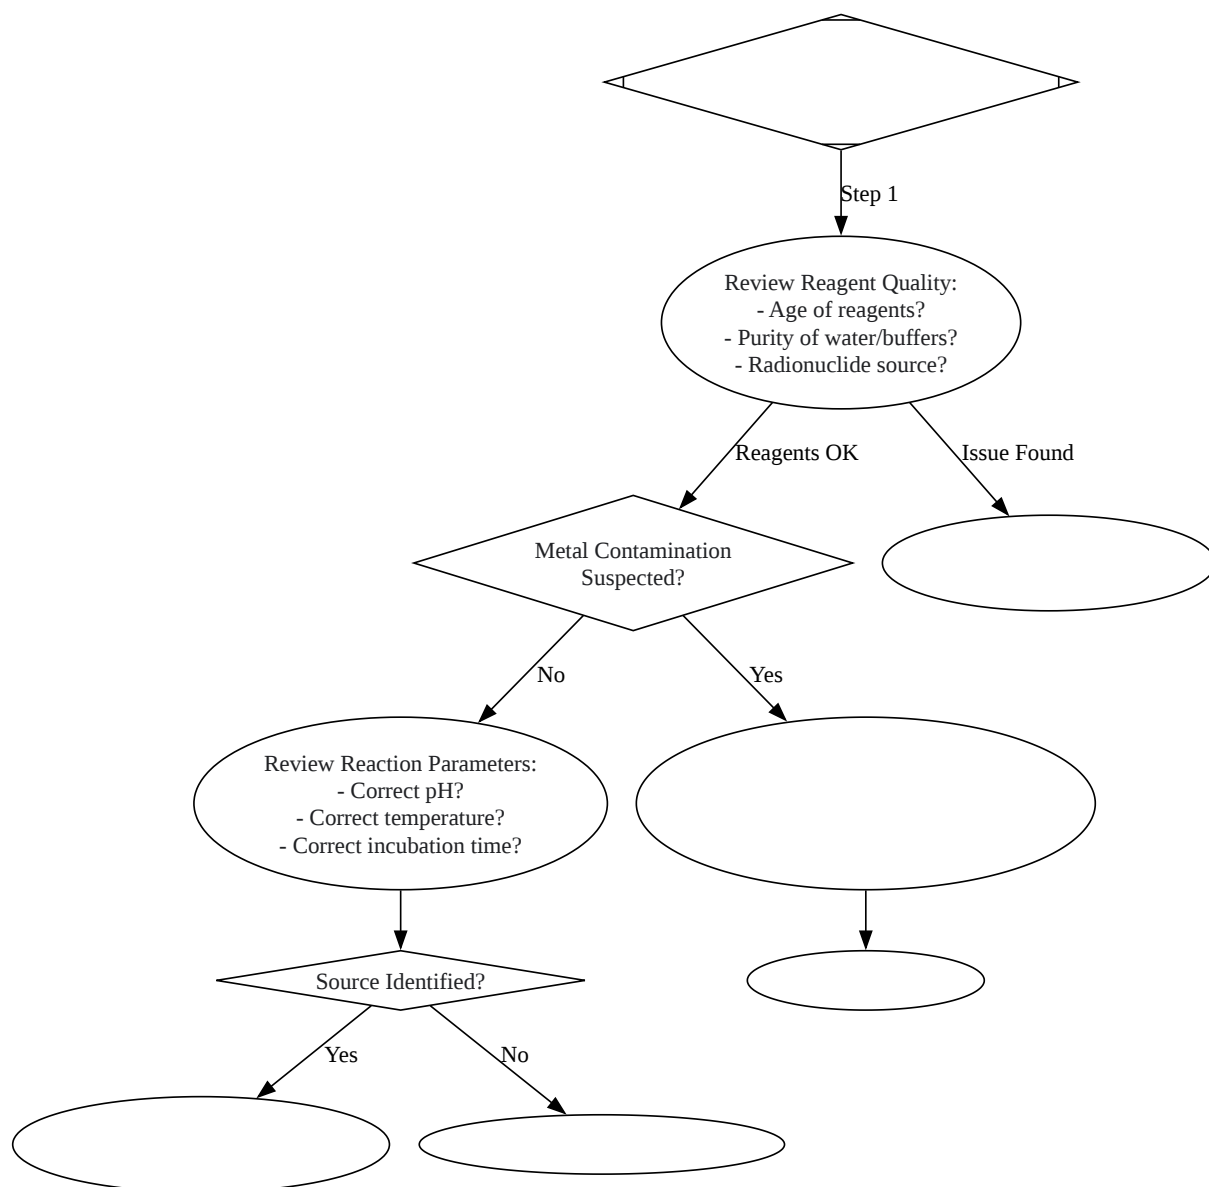 Step 1
Review Reagent Quality:
- Age of reagents?
- Purity of water/buffers?
- Radionuclide source?
Reagents OK
Issue Found
Metal Contamination
Suspected?
No
Yes
Review Reaction Parameters:
- Correct pH?
- Correct temperature?
- Correct incubation time?
Source Identified?
Yes
No